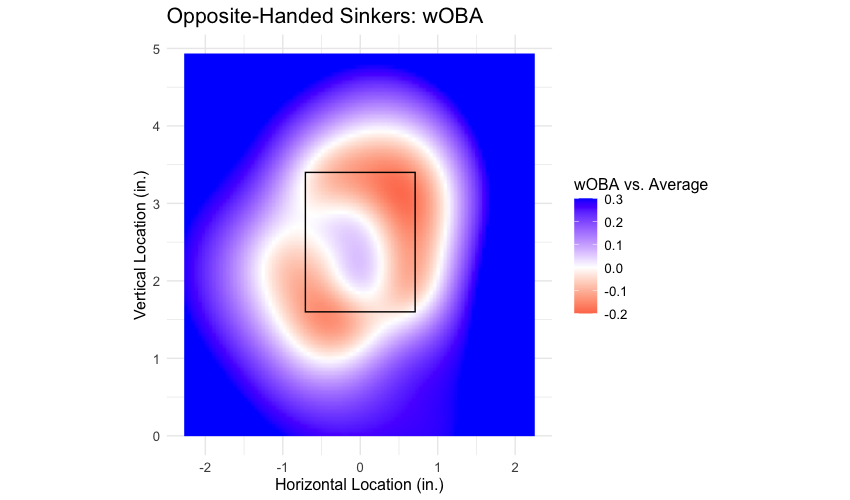 Opposite-Handed Sinkers: wOBA
5
4
3
2
1
0
Vertical Location (in.)
-2 -1 0 1 2
Horizontal Location (in.)
wOBA vs. Average
0.3
0.2
0.1
0.0
-0.1
-0.2